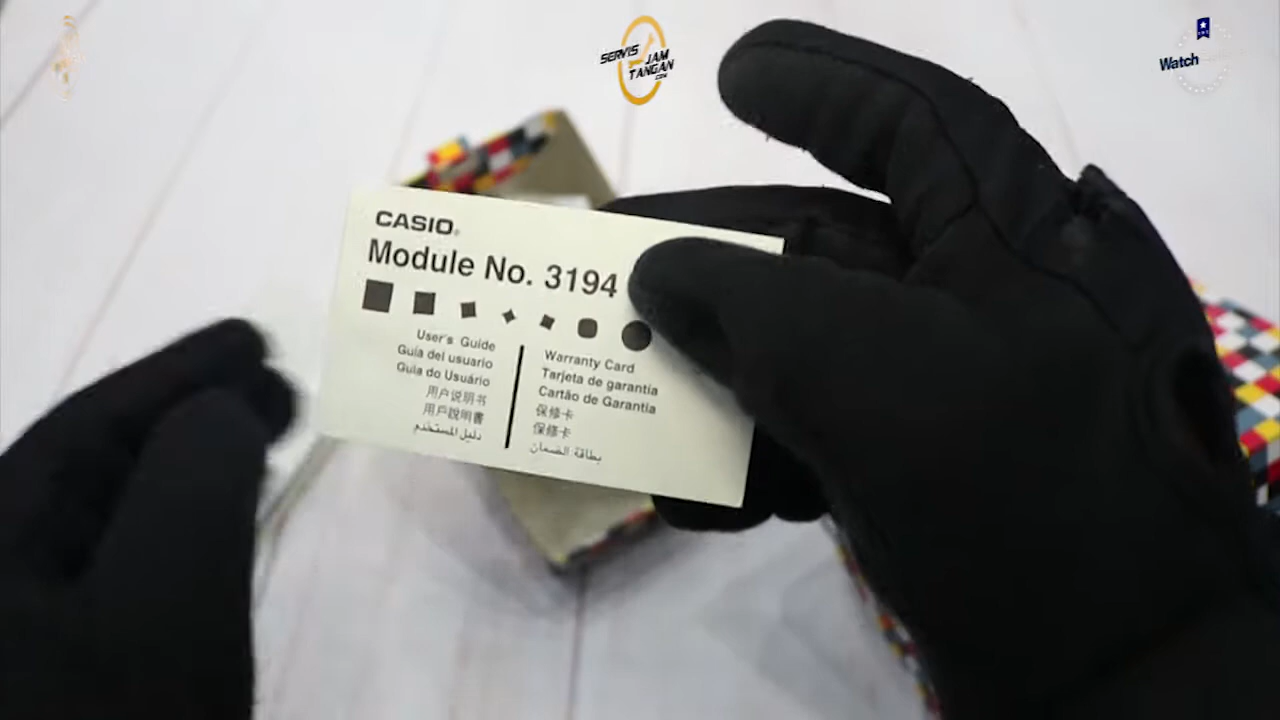 SERVIS
JAM
TANGAN
.COM
Watch
CASIO
Module No. 3194
User's Guide
Guía del usuario
Guia do Usuário
用户说明书
用戶說明書
دليل المستخدم
Warranty Card
Tarjeta de garantía
Cartão de Garantia
保修卡
保修卡
بطاقة الضمان